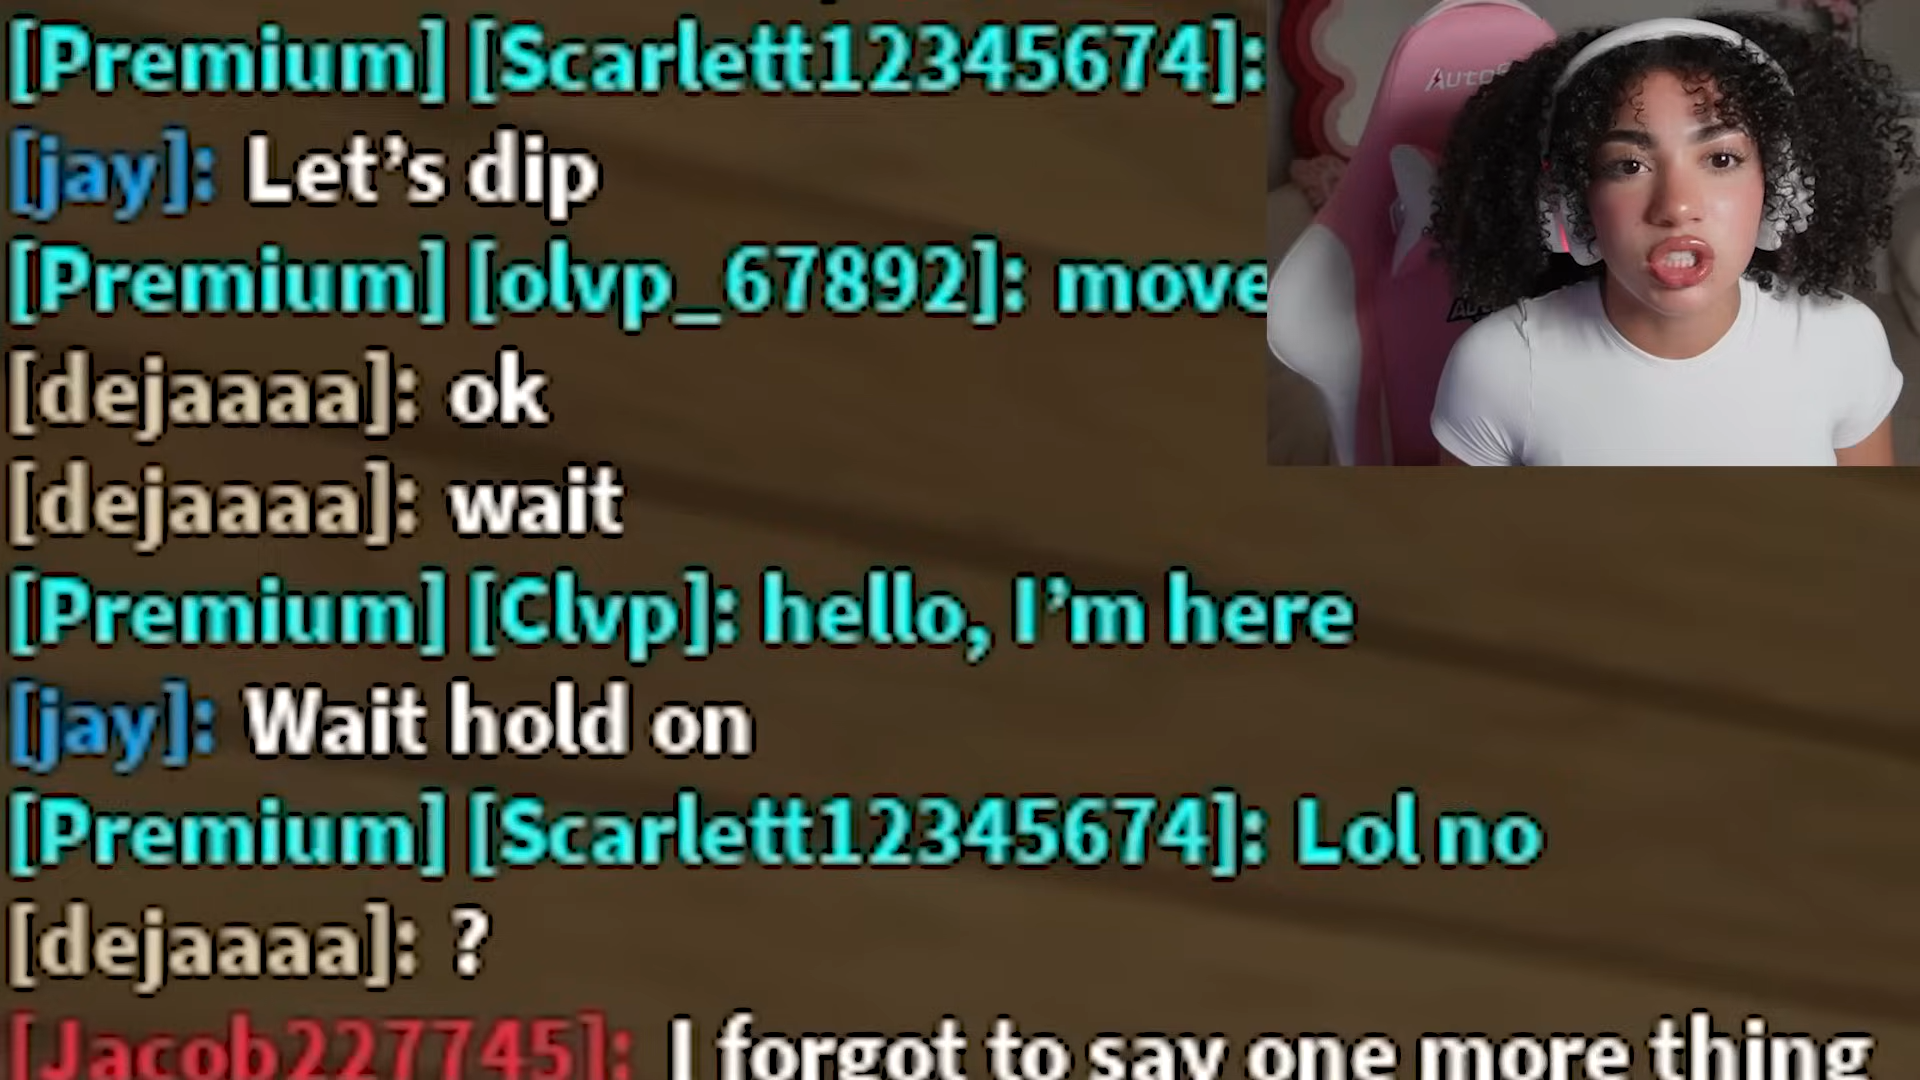 [Premium] [Scarlett12345674]:
[jay]: Let’s dip
[Premium] [olvp_67892]: move
[dejaaaa]: ok
[dejaaaa]: wait
[Premium] [Clvp]: hello, I’m here
[jay]: Wait hold on
[Premium] [Scarlett12345674]: Lol no
[dejaaaa]: ?
[Jacob227745]: I forgot to say one more thing